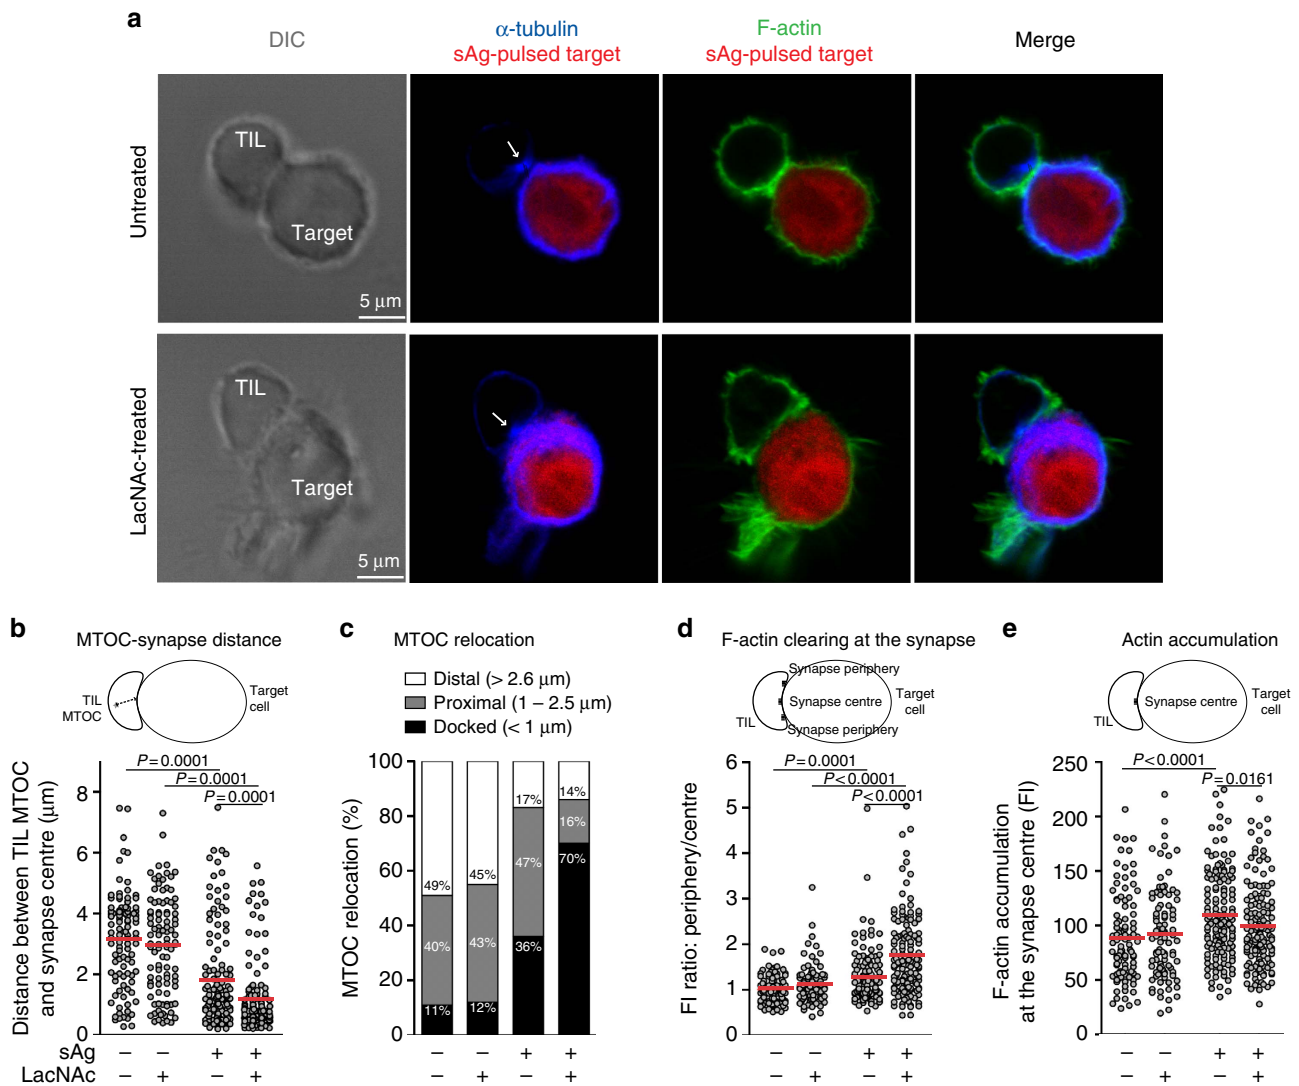 a
DIC
α-tubulin
sAg-pulsed target
F-actin
sAg-pulsed target
Merge
Untreated
TIL
Target
5 μm
LacNAc-treated
TIL
Target
5 μm
b
MTOC-synapse distance
TIL
MTOC
Target
cell
Distance between TIL MTOC
and synapse centre (μm)
P = 0.0001
P = 0.0001
P = 0.0001
8
6
4
2
0
sAg – – + +
LacNAc – + – +
c
MTOC relocation
Distal (> 2.6 μm)
Proximal (1 – 2.5 μm)
Docked (< 1 μm)
MTOC relocation (%)
100
80
60
40
20
0
49%
40%
11%
45%
43%
12%
17%
47%
36%
14%
16%
70%
– – + +
– + – +
d
F-actin clearing at the synapse
Synapse periphery
Synapse centre
Synapse periphery
TIL
Target
cell
FI ratio: periphery/centre
P = 0.0001
P < 0.0001
P < 0.0001
6
5
4
3
2
1
0
– – + +
– + – +
e
Actin accumulation
Synapse centre
TIL
Target
cell
F-actin accumulation
at the synapse centre (FI)
P < 0.0001
P = 0.0161
250
200
150
100
50
0
– – + +
– + – +